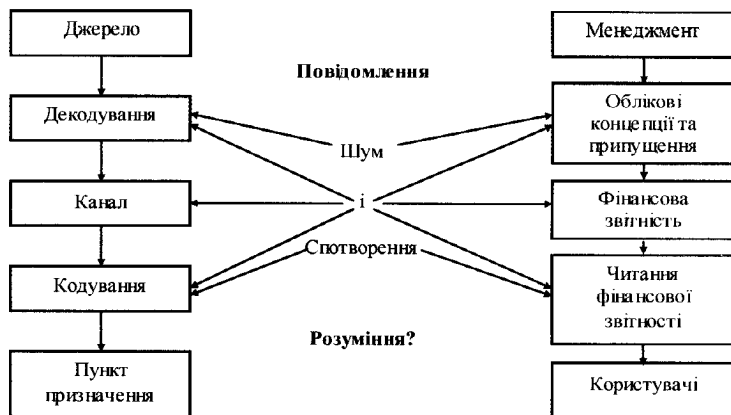 Джерело
Декодування
Канал
Кодування
Пункт
призначення
Повідомлення
Шум
і
Спотворення
Розуміння?
Менеджмент
Облікові
концепції та
припущення
Фінансова
звітність
Читання
фінансової
звітності
Користувачі